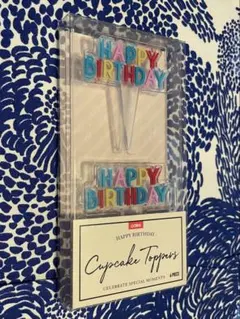 HAPPY
BIRTHDAY
HAPPY
BIRTHDAY
HAPPY BIRTHDAY
Cupcake Toppers
CELEBRATE SPECIAL MOMENTS